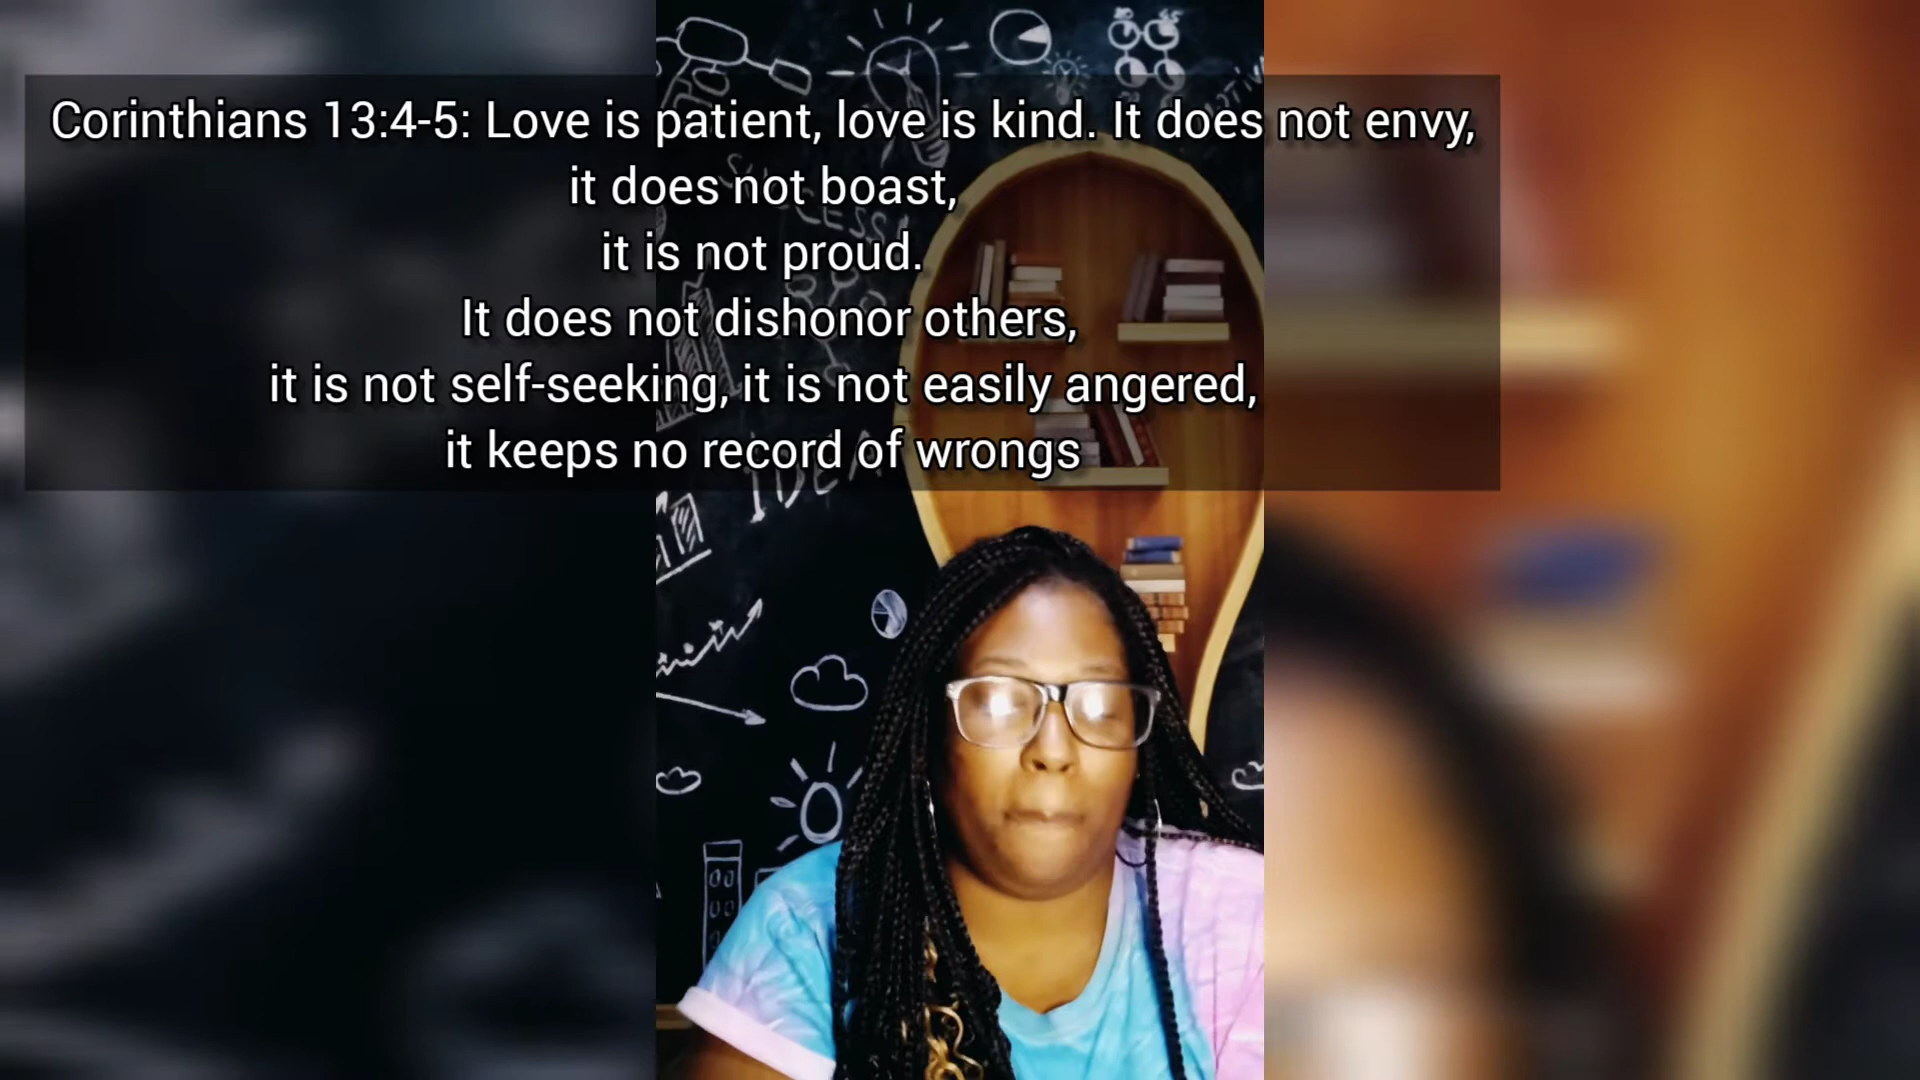 Corinthians 13:4-5: Love is patient, love is kind. It does not envy,
it does not boast,
it is not proud.
It does not dishonor others,
it is not self-seeking, it is not easily angered,
it keeps no record of wrongs
IDEA